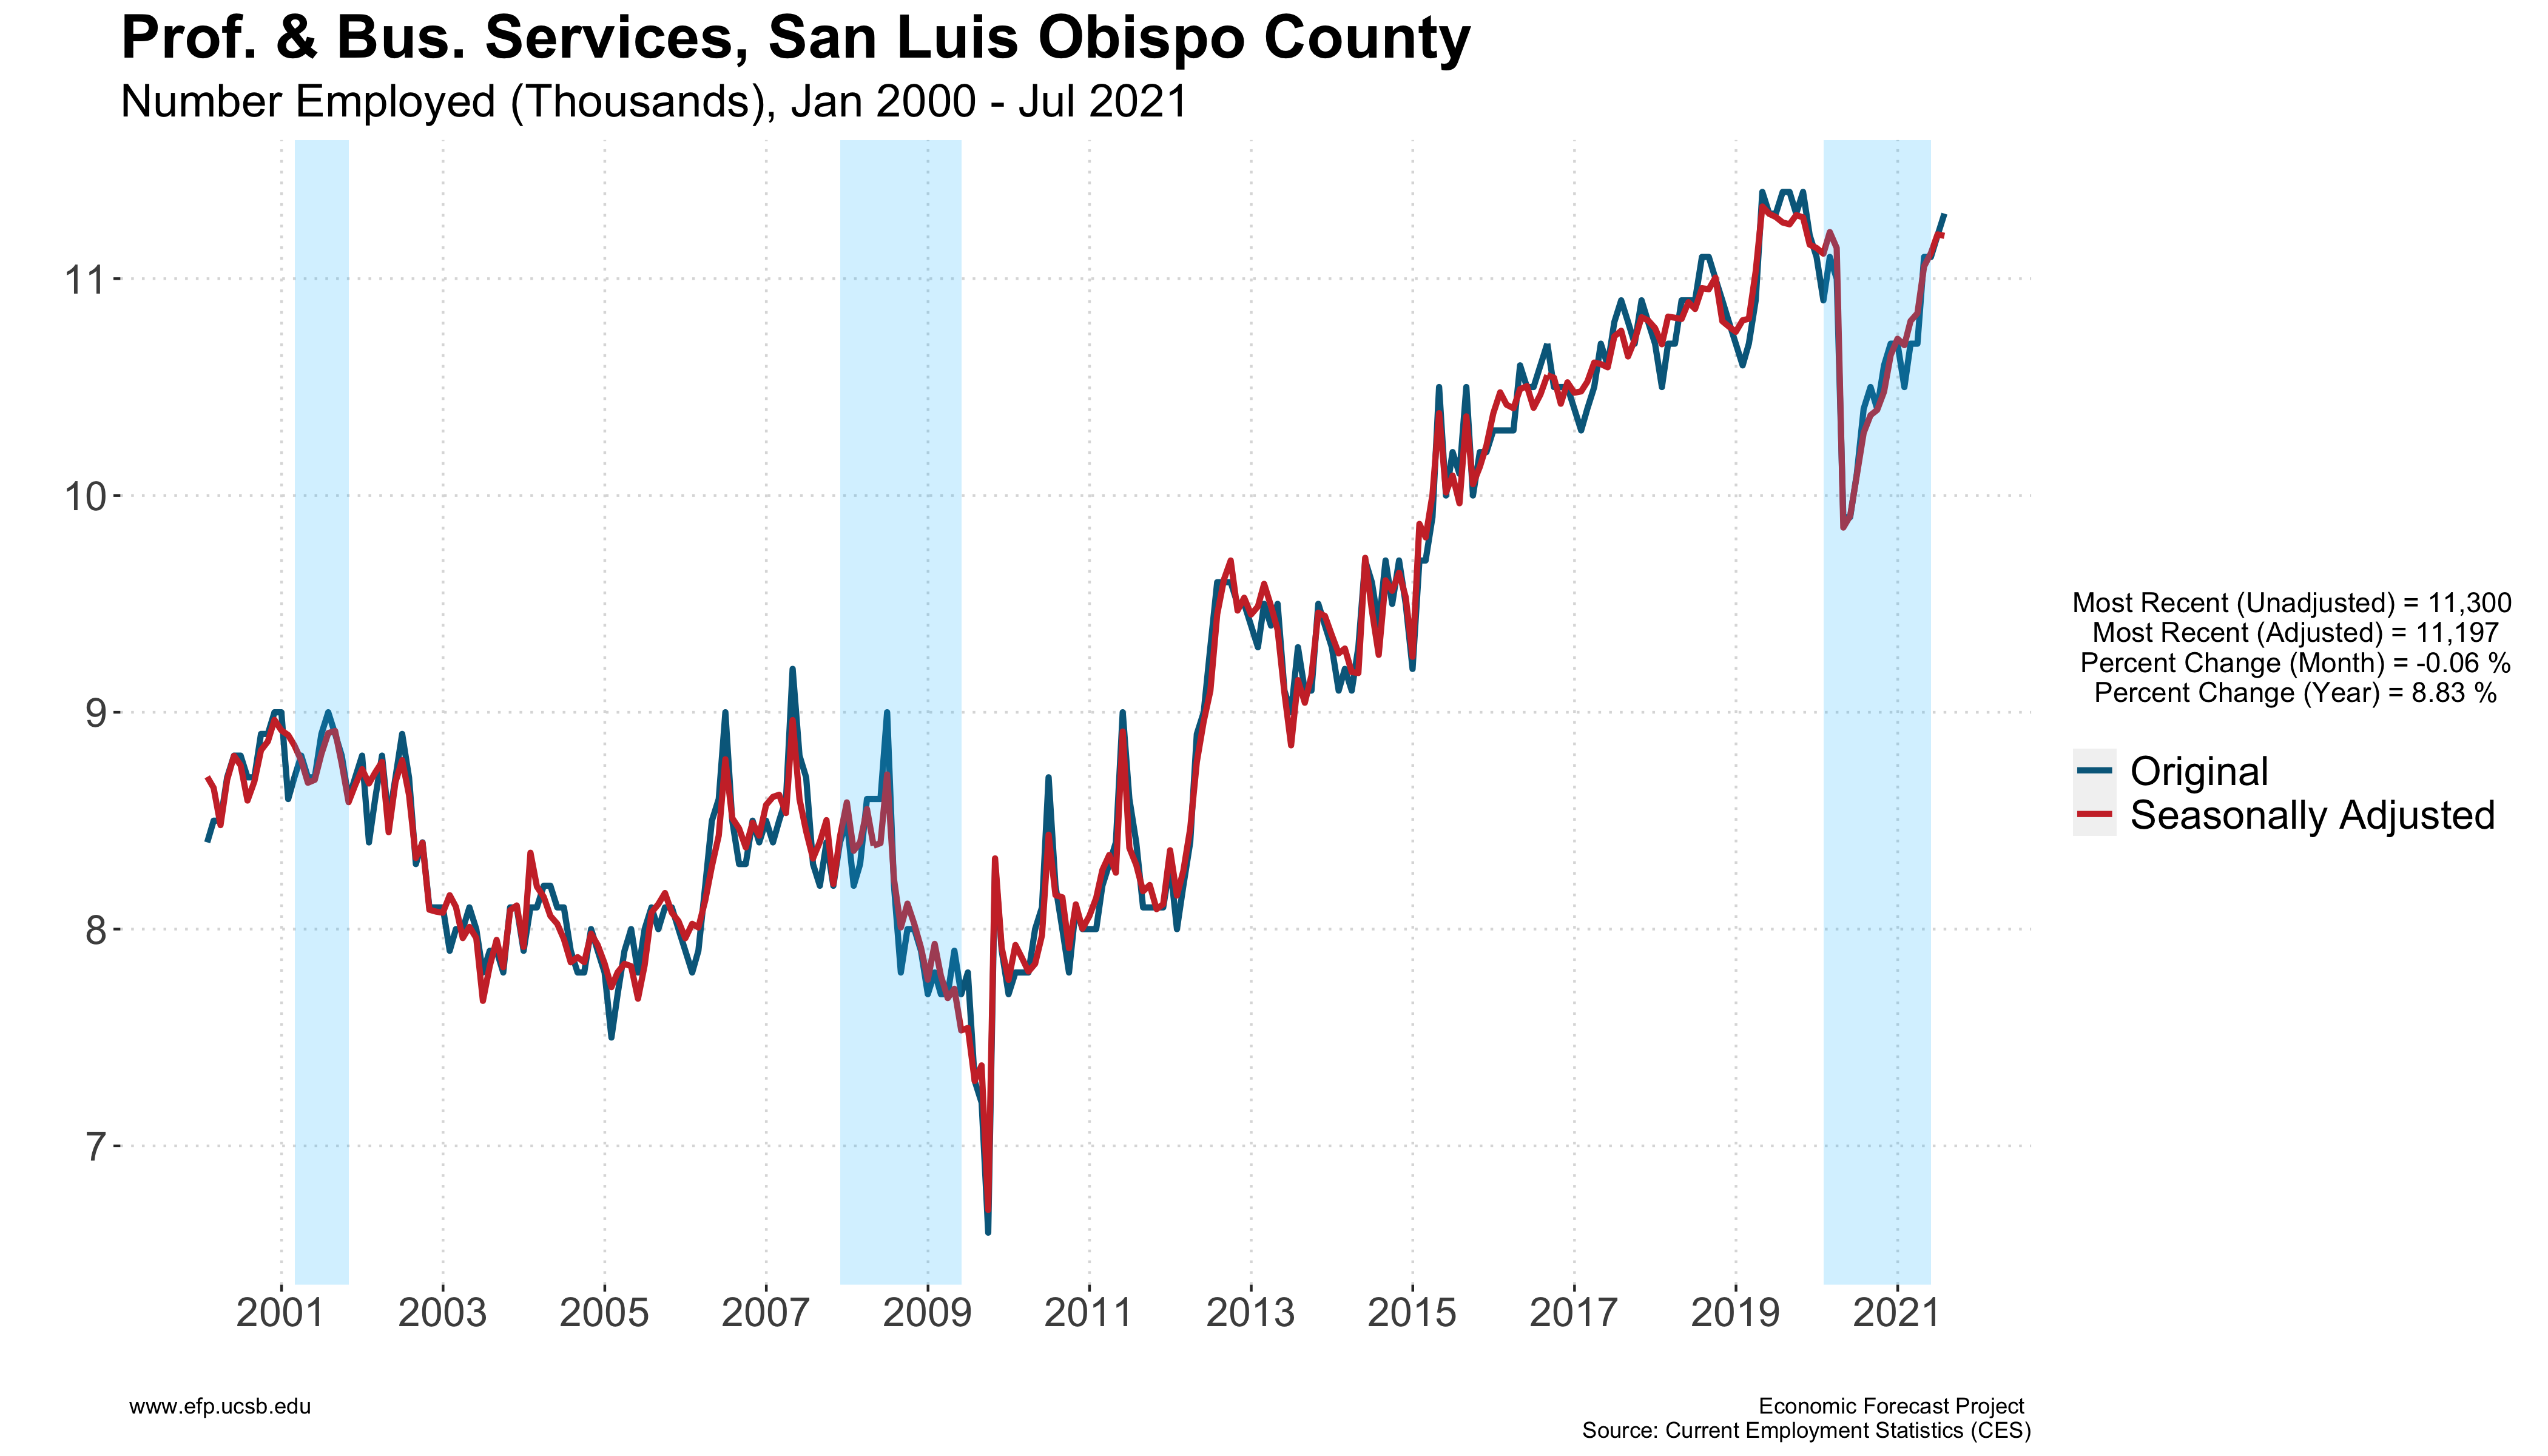 Prof. & Bus. Services, San Luis Obispo County
Number Employed (Thousands), Jan 2000 - Jul 2021
11
10
9
8
7
2001 2003 2005 2007 2009 2011 2013 2015 2017 2019 2021
Most Recent (Unadjusted) = 11,300
Most Recent (Adjusted) = 11,197
Percent Change (Month) = -0.06 %
Percent Change (Year) = 8.83 %
Original
Seasonally Adjusted
www.efp.ucsb.edu
Economic Forecast Project
Source: Current Employment Statistics (CES)